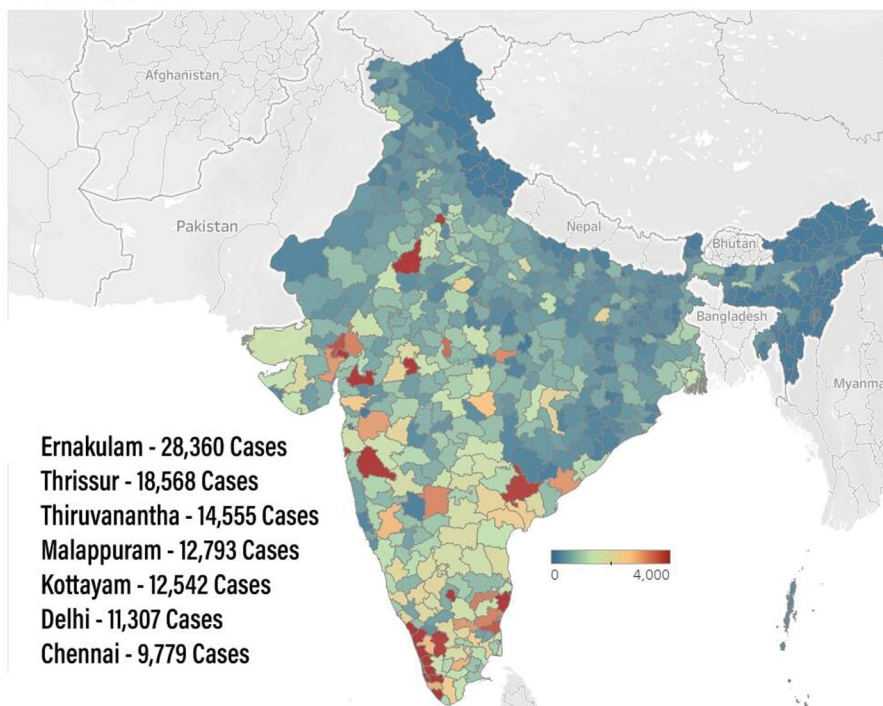 Afghanistan
Pakistan
Nepal
Bhutan
Bangladesh
Myanma
Ernakulam - 28,360 Cases
Thrissur - 18,568 Cases
Thiruvanantha - 14,555 Cases
Malappuram - 12,793 Cases
Kottayam - 12,542 Cases
Delhi - 11,307 Cases
Chennai - 9,779 Cases
0 4,000